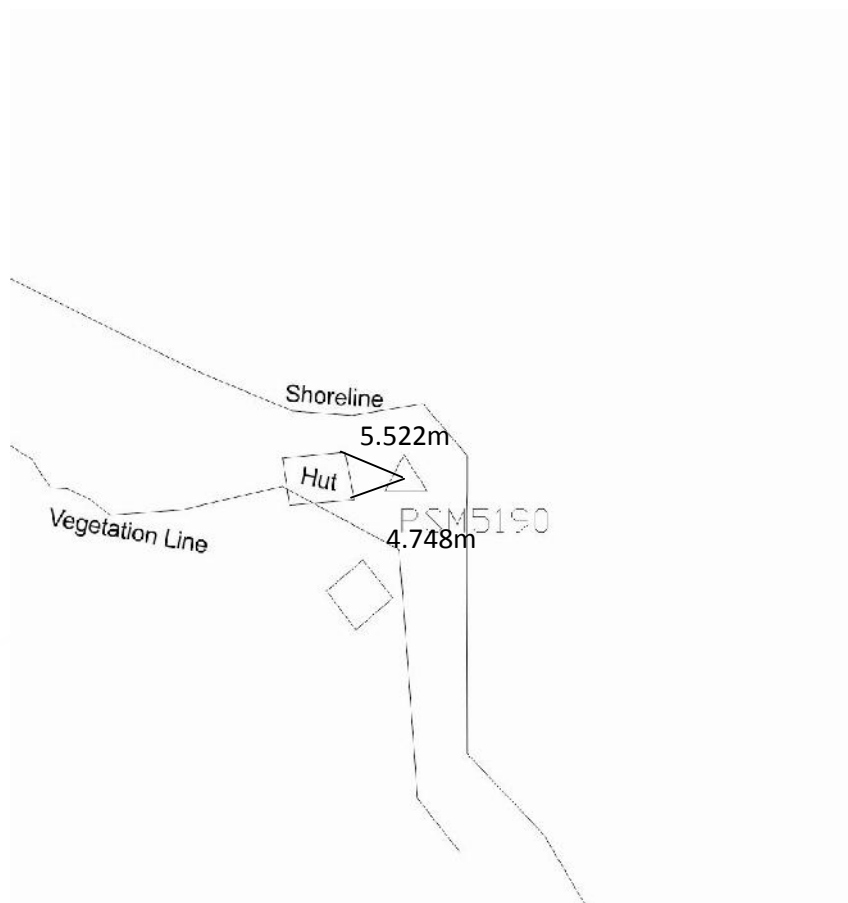 Shoreline
5.522m
Hut
PSM5190
Vegetation Line
4.748m